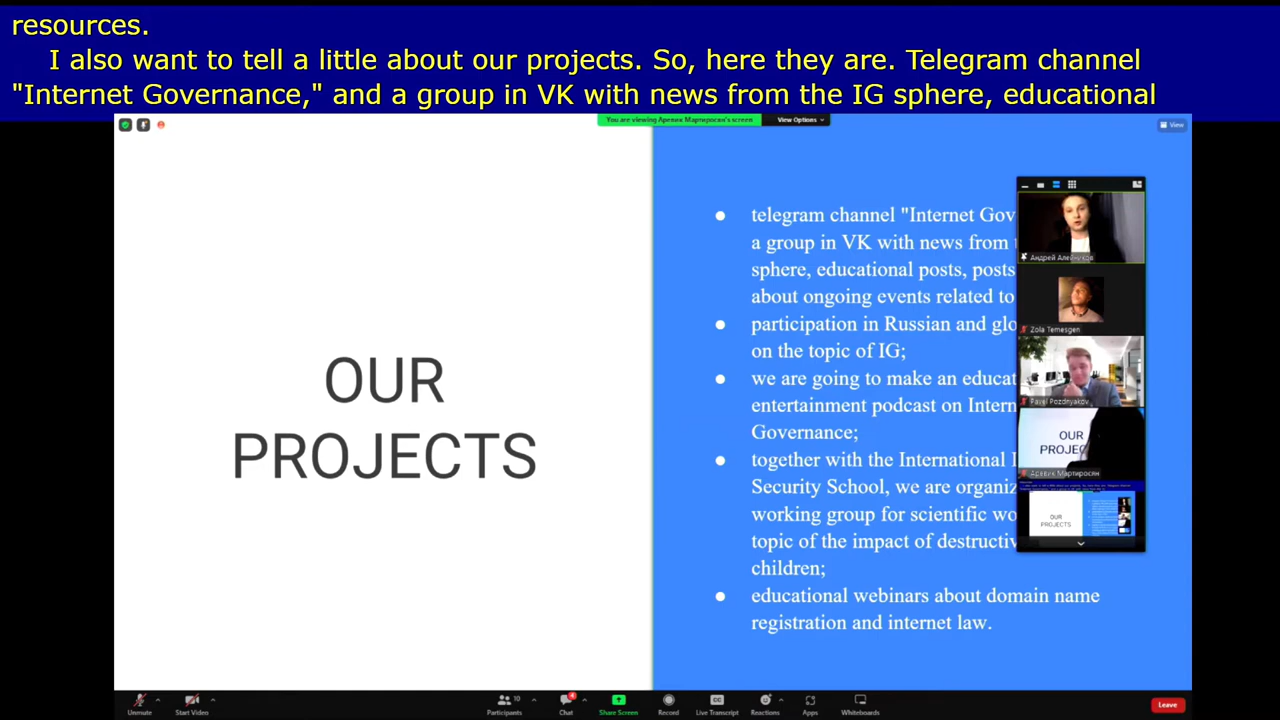 resources.
I also want to tell a little about our projects. So, here they are. Telegram channel
"Internet Governance," and a group in VK with news from the IG sphere, educational
You are viewing Аревик Мартиросян's screen
View Options
View
OUR
PROJECTS
telegram channel "Internet Gov
a group in VK with news from
sphere, educational posts, posts
about ongoing events related to
participation in Russian and glo
on the topic of IG;
we are going to make an educat
entertainment podcast on Intern
Governance;
together with the International I
Security School, we are organiz
working group for scientific wo
topic of the impact of destructiv
children;
educational webinars about domain name
registration and internet law.
Андрей Алейников
Zola Temesgen
Pavel Pozdnyakov
OUR
PROJEC
Аревик Мартиросян
OUR
PROJECTS
Unmute
Start Video
Participants
10
Chat
Share Screen
Record
CC
Live Transcript
Reactions
Apps
Whiteboards
Leave